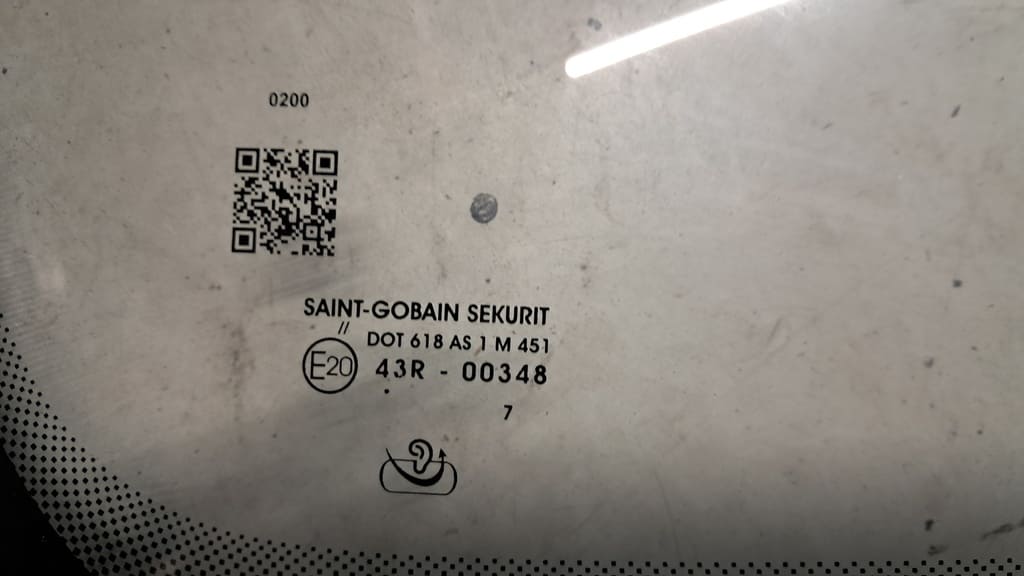 0200
SAINT-GOBAIN SEKURIT
//
DOT 618 AS 1 M 451
E20 43R - 00348
7